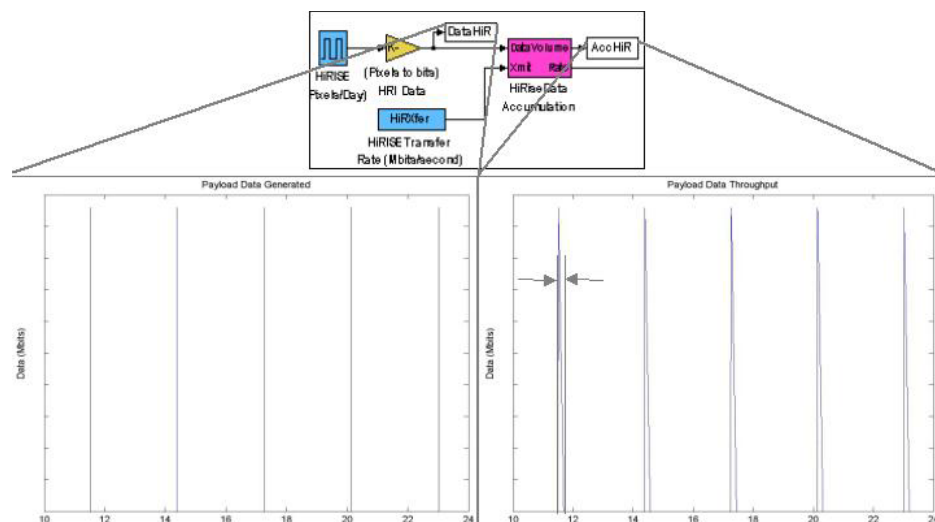 DataHiR
K-
DataVolume
AccHiR
Xmit Rate
HiRISE
Pixels/Day)
(Pixels to bits)
HRI Data
HiRiseData
Accumulation
HiRXfer
HiRISETransfer
Rate (Mbits/second)
Payload Data Generated
Data (Mbits)
10 12 14 16 18 20 22 24
Payload Data Throughput
Data (Mbits)
10 12 14 16 18 20 22 24